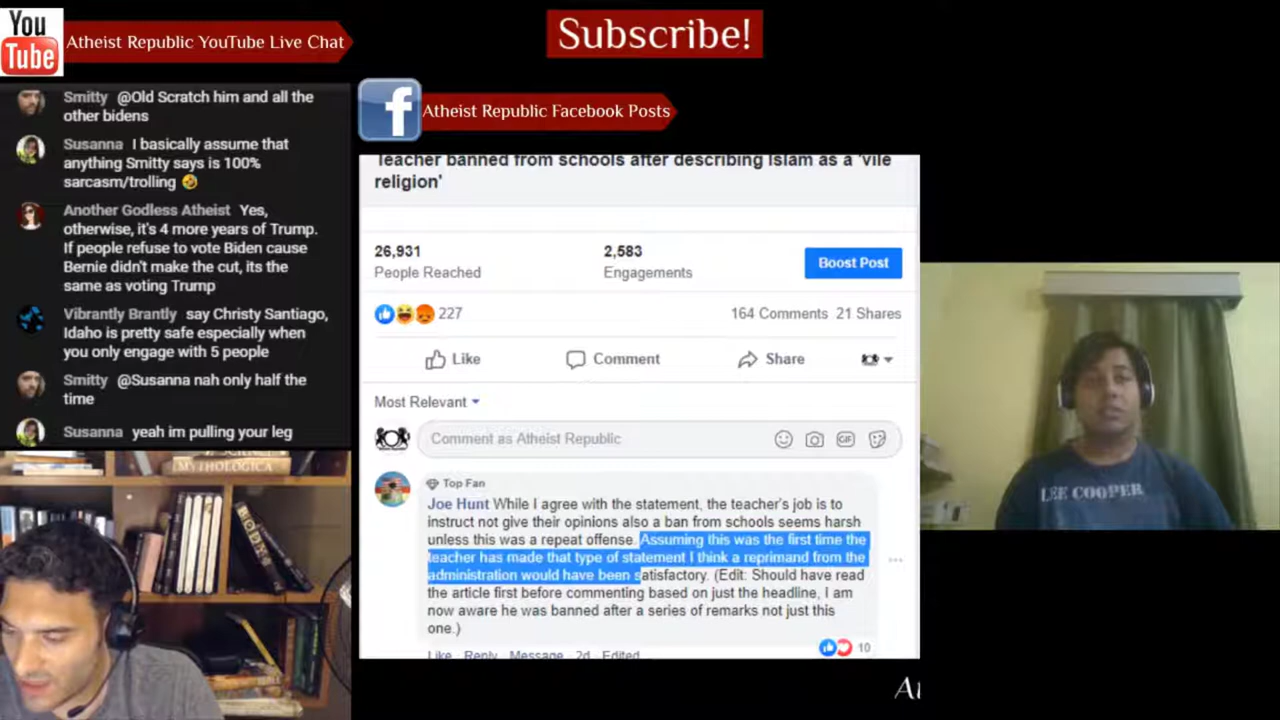 You
Tube
Atheist Republic YouTube Live Chat
Subscribe!
Smitty @Old Scratch him and all the
other bidens
Susanna I basically assume that
anything Smitty says is 100%
sarcasm/trolling 🤣
Another Godless Atheist Yes,
otherwise, it's 4 more years of Trump.
If people refuse to vote Biden cause
Bernie didn't make the cut, its the
same as voting Trump
Vibrantly Brantly say Christy Santiago,
Idaho is pretty safe especially when
you only engage with 5 people
Smitty @Susanna nah only half the
time
Susanna yeah im pulling your leg
f
Atheist Republic Facebook Posts
Teacher banned from schools after describing Islam as a 'vile
religion'
26,931
People Reached
2,583
Engagements
Boost Post
227
164 Comments 21 Shares
Like
Comment
Share
Most Relevant
Comment as Atheist Republic
GIF
Top Fan
Joe Hunt While I agree with the statement, the teacher's job is to
instruct not give their opinions also a ban from schools seems harsh
unless this was a repeat offense. Assuming this was the first time the
teacher has made that type of statement I think a reprimand from the
administration would have been satisfactory. (Edit: Should have read
the article first before commenting based on just the headline, I am
now aware he was banned after a series of remarks not just this
one.)
10
Like Reply Message 2d Edited
MYTHOLOGICA
LEE COOPER
At